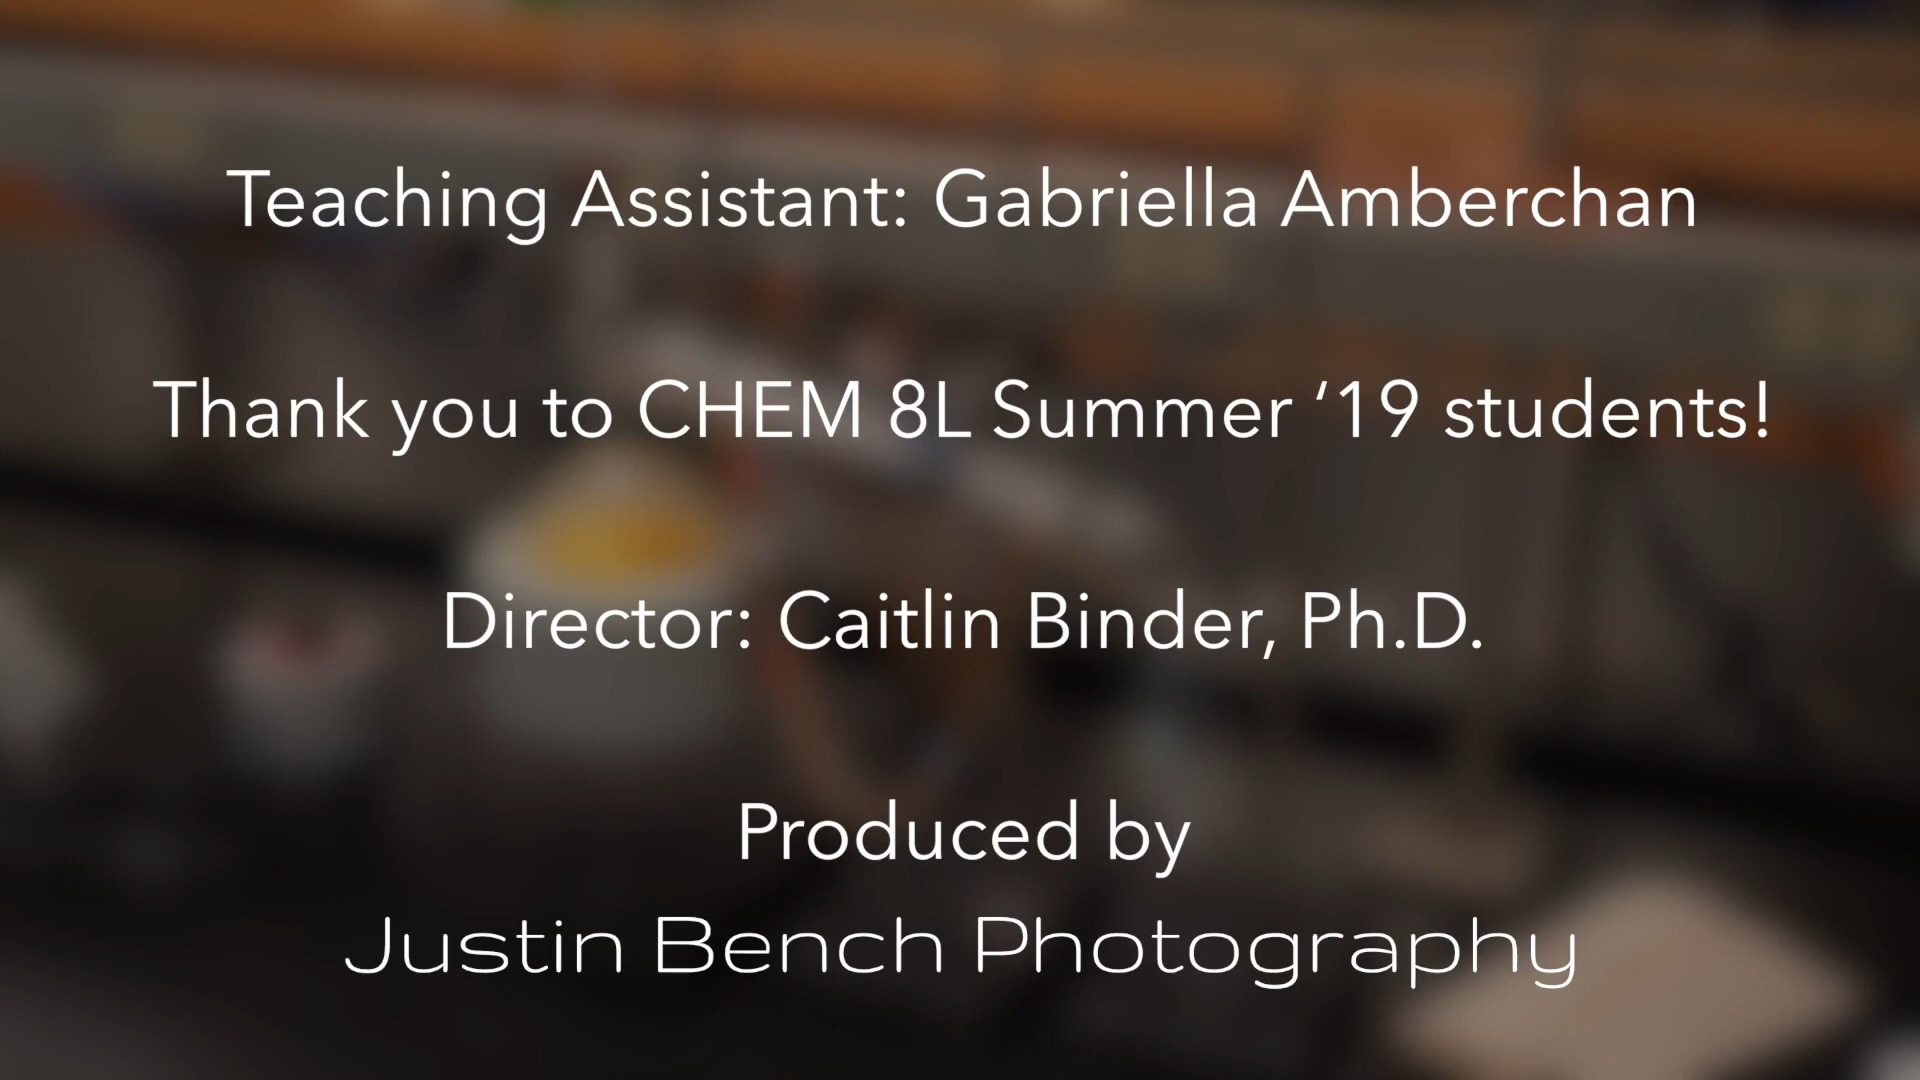 Teaching Assistant: Gabriella Amberchan
Thank you to CHEM 8L Summer ‘19 students!
Director: Caitlin Binder, Ph.D.
Produced by
Justin Bench Photography